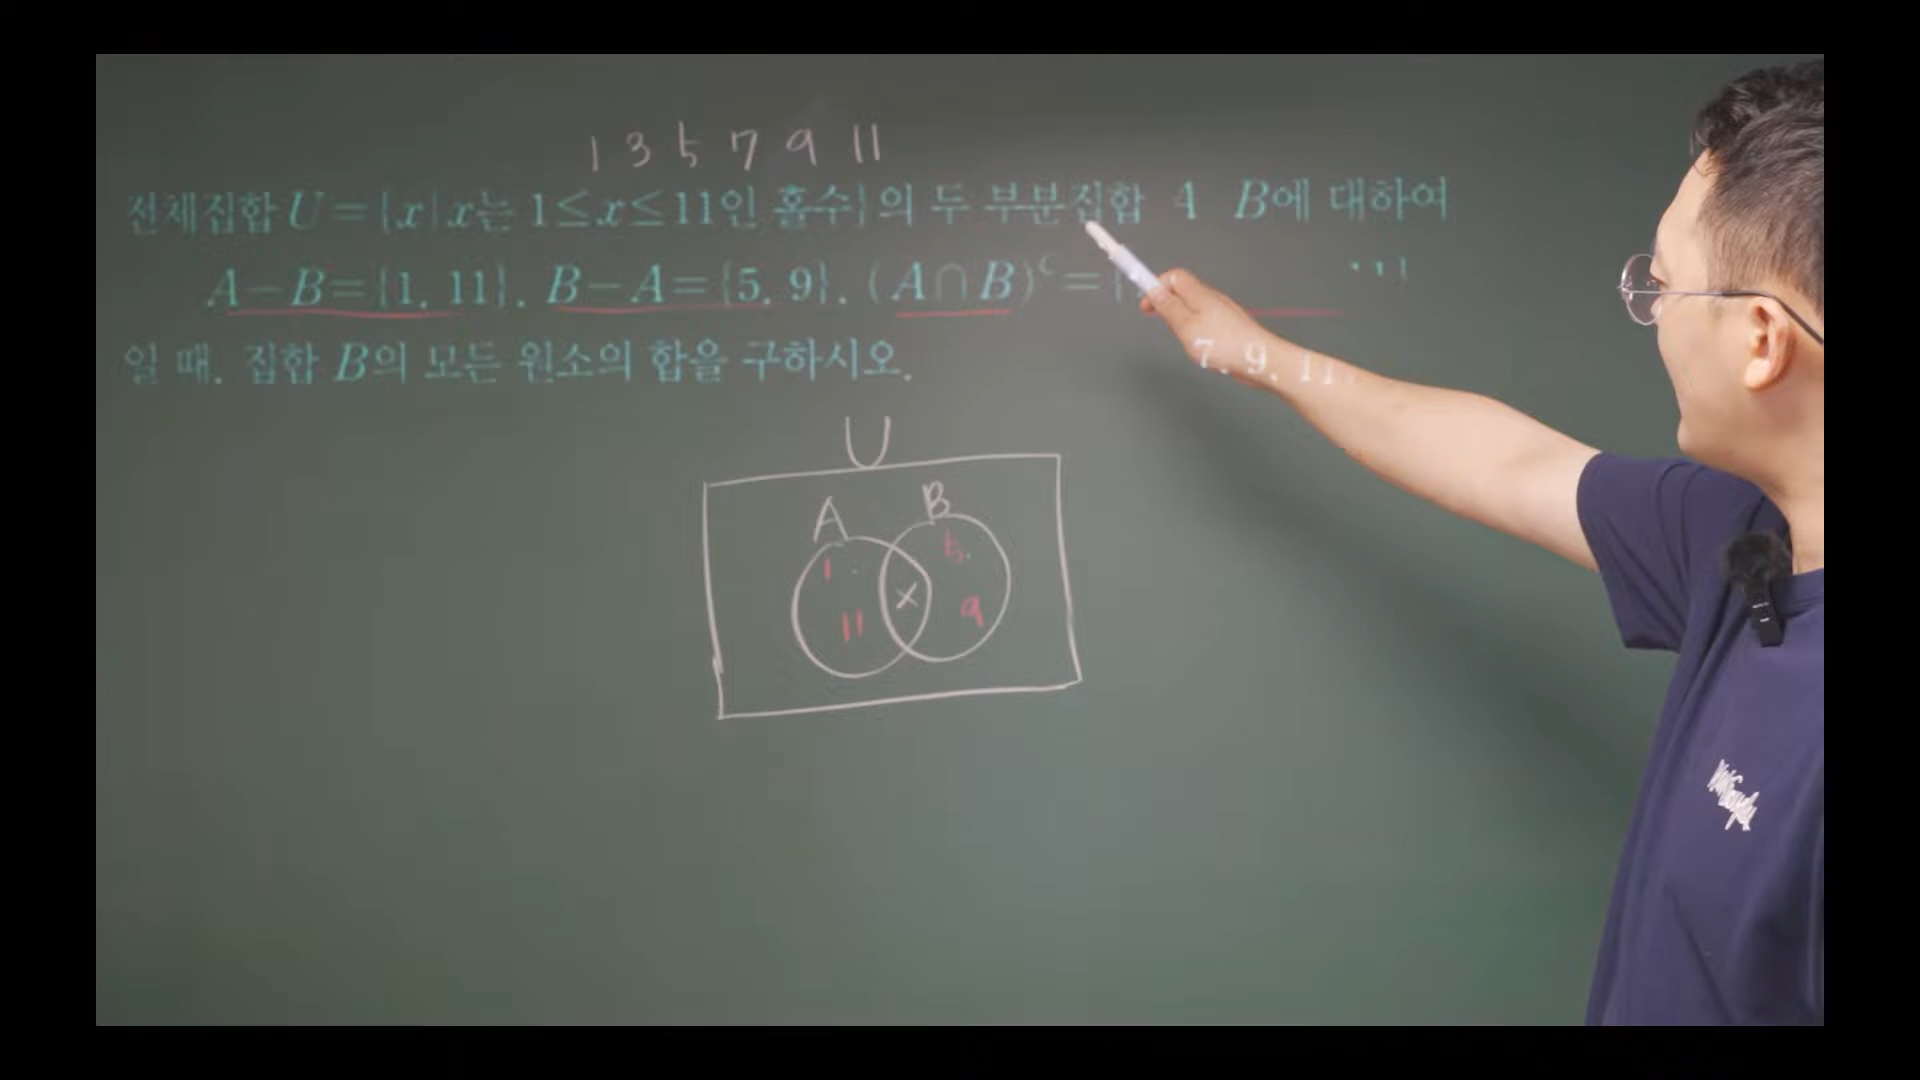 1 3 5 7 9 11
전체집합 U={x|x는 1≤x≤11인 홀수}의 두 부분집합 A B에 대하여
A-B={1, 11}, B-A={5, 9}, (A∩B)ᶜ={
11}
7, 9, 11
일 때, 집합 B의 모든 원소의 합을 구하시오.
U
A B
1 5
× 
11 9